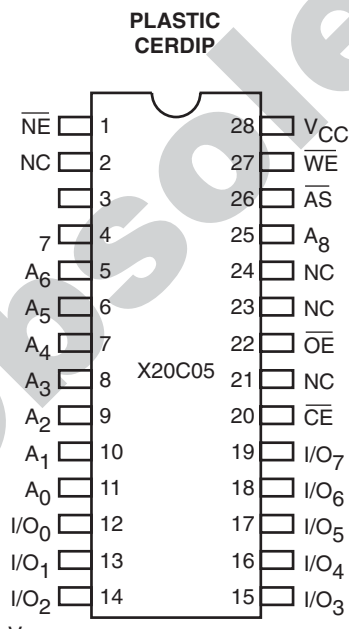 PLASTIC
CERDIP
NE 1 28 VCC
NC 2 27 WE
3 26 AS
7 4 25 A8
A6 5 24 NC
A5 6 23 NC
A4 7 22 OE
A3 8 X20C05 21 NC
A2 9 20 CE
A1 10 19 I/O7
A0 11 18 I/O6
I/O0 12 17 I/O5
I/O1 13 16 I/O4
I/O2 14 15 I/O3